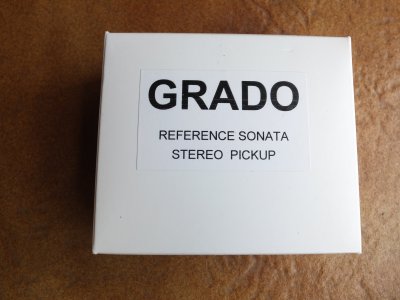 GRADO
REFERENCE SONATA
STEREO PICKUP